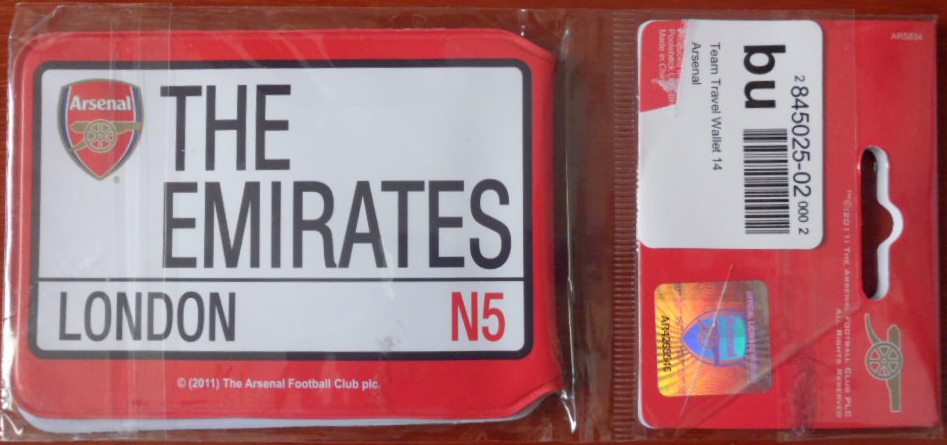 Arsenal
THE
EMIRATES
LONDON N5
© (2011) The Arsenal Football Club plc.
ARS634
2 845025-02 000 2
bu
Team Travel Wallet 14
Arsenal
Made in
™©(2011) THE ARSENAL FOOTBALL CLUB PLC
ALL RIGHTS RESERVED